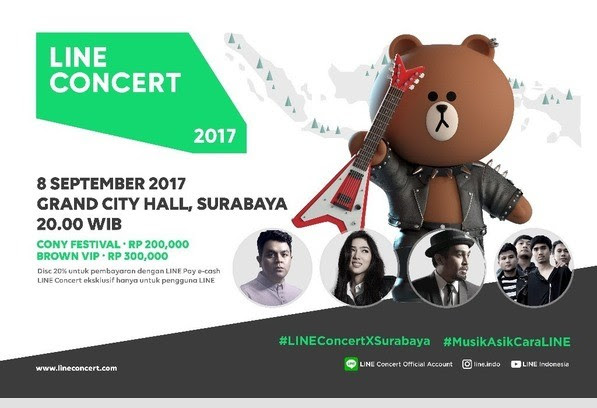 LINE
CONCERT
2017
8 SEPTEMBER 2017
GRAND CITY HALL, SURABAYA
20.00 WIB
CONY FESTIVAL · RP 200,000
BROWN VIP · RP 300,000
Disc 20% untuk pembayaran dengan LINE Pay e-cash
LINE Concert eksklusif hanya untuk pengguna LINE
#LINEConcertXSurabaya #MusikAsikCaraLINE
www.lineconcert.com
LINE Concert Official Account line.indo LINE Indonesia